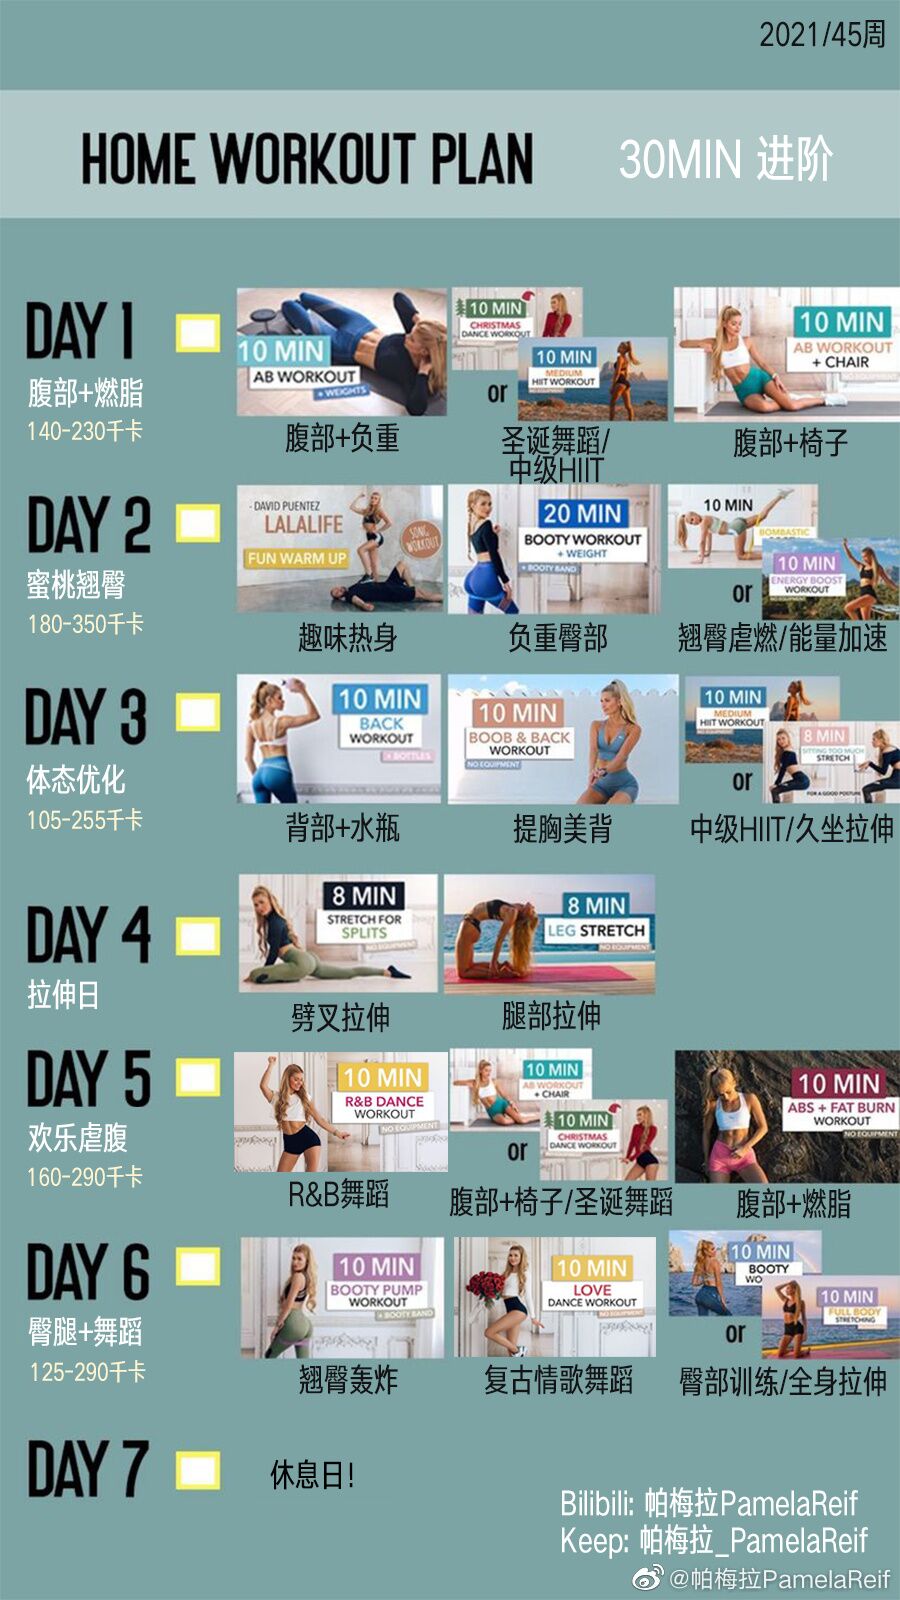 2021/45周
HOME WORKOUT PLAN
30MIN 进阶
DAY 1
腹部+燃脂
140-230千卡
10 MIN
AB WORKOUT
+ WEIGHTS
腹部+负重
10 MIN
CHRISTMAS
DANCE WORKOUT
or
10 MIN
MEDIUM
HIIT WORKOUT
圣诞舞蹈/
中级HIIT
10 MIN
AB WORKOUT
+ CHAIR
NO EQUIPMENT
腹部+椅子
DAY 2
蜜桃翘臀
180-350千卡
- DAVID PUENTEZ
LALALIFE
FUN WARM UP
SONG
WORKOUT
趣味热身
20 MIN
BOOTY WORKOUT
+ WEIGHT
+ BOOTY BAND
负重臀部
10 MIN
BOMBASTIC
or
10 MIN
ENERGY BOOST
WORKOUT
翘臀虐燃/能量加速
DAY 3
体态优化
105-255千卡
10 MIN
BACK
WORKOUT
+ BOTTLES
背部+水瓶
10 MIN
BOOB & BACK
WORKOUT
NO EQUIPMENT
提胸美背
10 MIN
MEDIUM
HIIT WORKOUT
or
8 MIN
SITTING TOO MUCH
STRETCH
FOR A GOOD POSTURE
中级HIIT/久坐拉伸
DAY 4
拉伸日
8 MIN
STRETCH FOR
SPLITS
NO EQUIPMENT
劈叉拉伸
8 MIN
LEG STRETCH
NO EQUIPMENT
腿部拉伸
DAY 5
欢乐虐腹
160-290千卡
10 MIN
R&B DANCE
WORKOUT
NO EQUIPMENT
R&B舞蹈
10 MIN
AB WORKOUT
+ CHAIR
or
10 MIN
CHRISTMAS
DANCE WORKOUT
腹部+椅子/圣诞舞蹈
10 MIN
ABS + FAT BURN
WORKOUT
NO EQUIPMENT
腹部+燃脂
DAY 6
臀腿+舞蹈
125-290千卡
10 MIN
BOOTY PUMP
WORKOUT
+ BOOTY BAND
翘臀轰炸
10 MIN
LOVE
DANCE WORKOUT
NO EQUIPMENT
复古情歌舞蹈
10 MIN
BOOTY
WO
or
10 MIN
FULL BODY
STRETCHING
臀部训练/全身拉伸
DAY 7
休息日!
Bilibili: 帕梅拉PamelaReif
Keep: 帕梅拉_PamelaReif
@帕梅拉PamelaReif